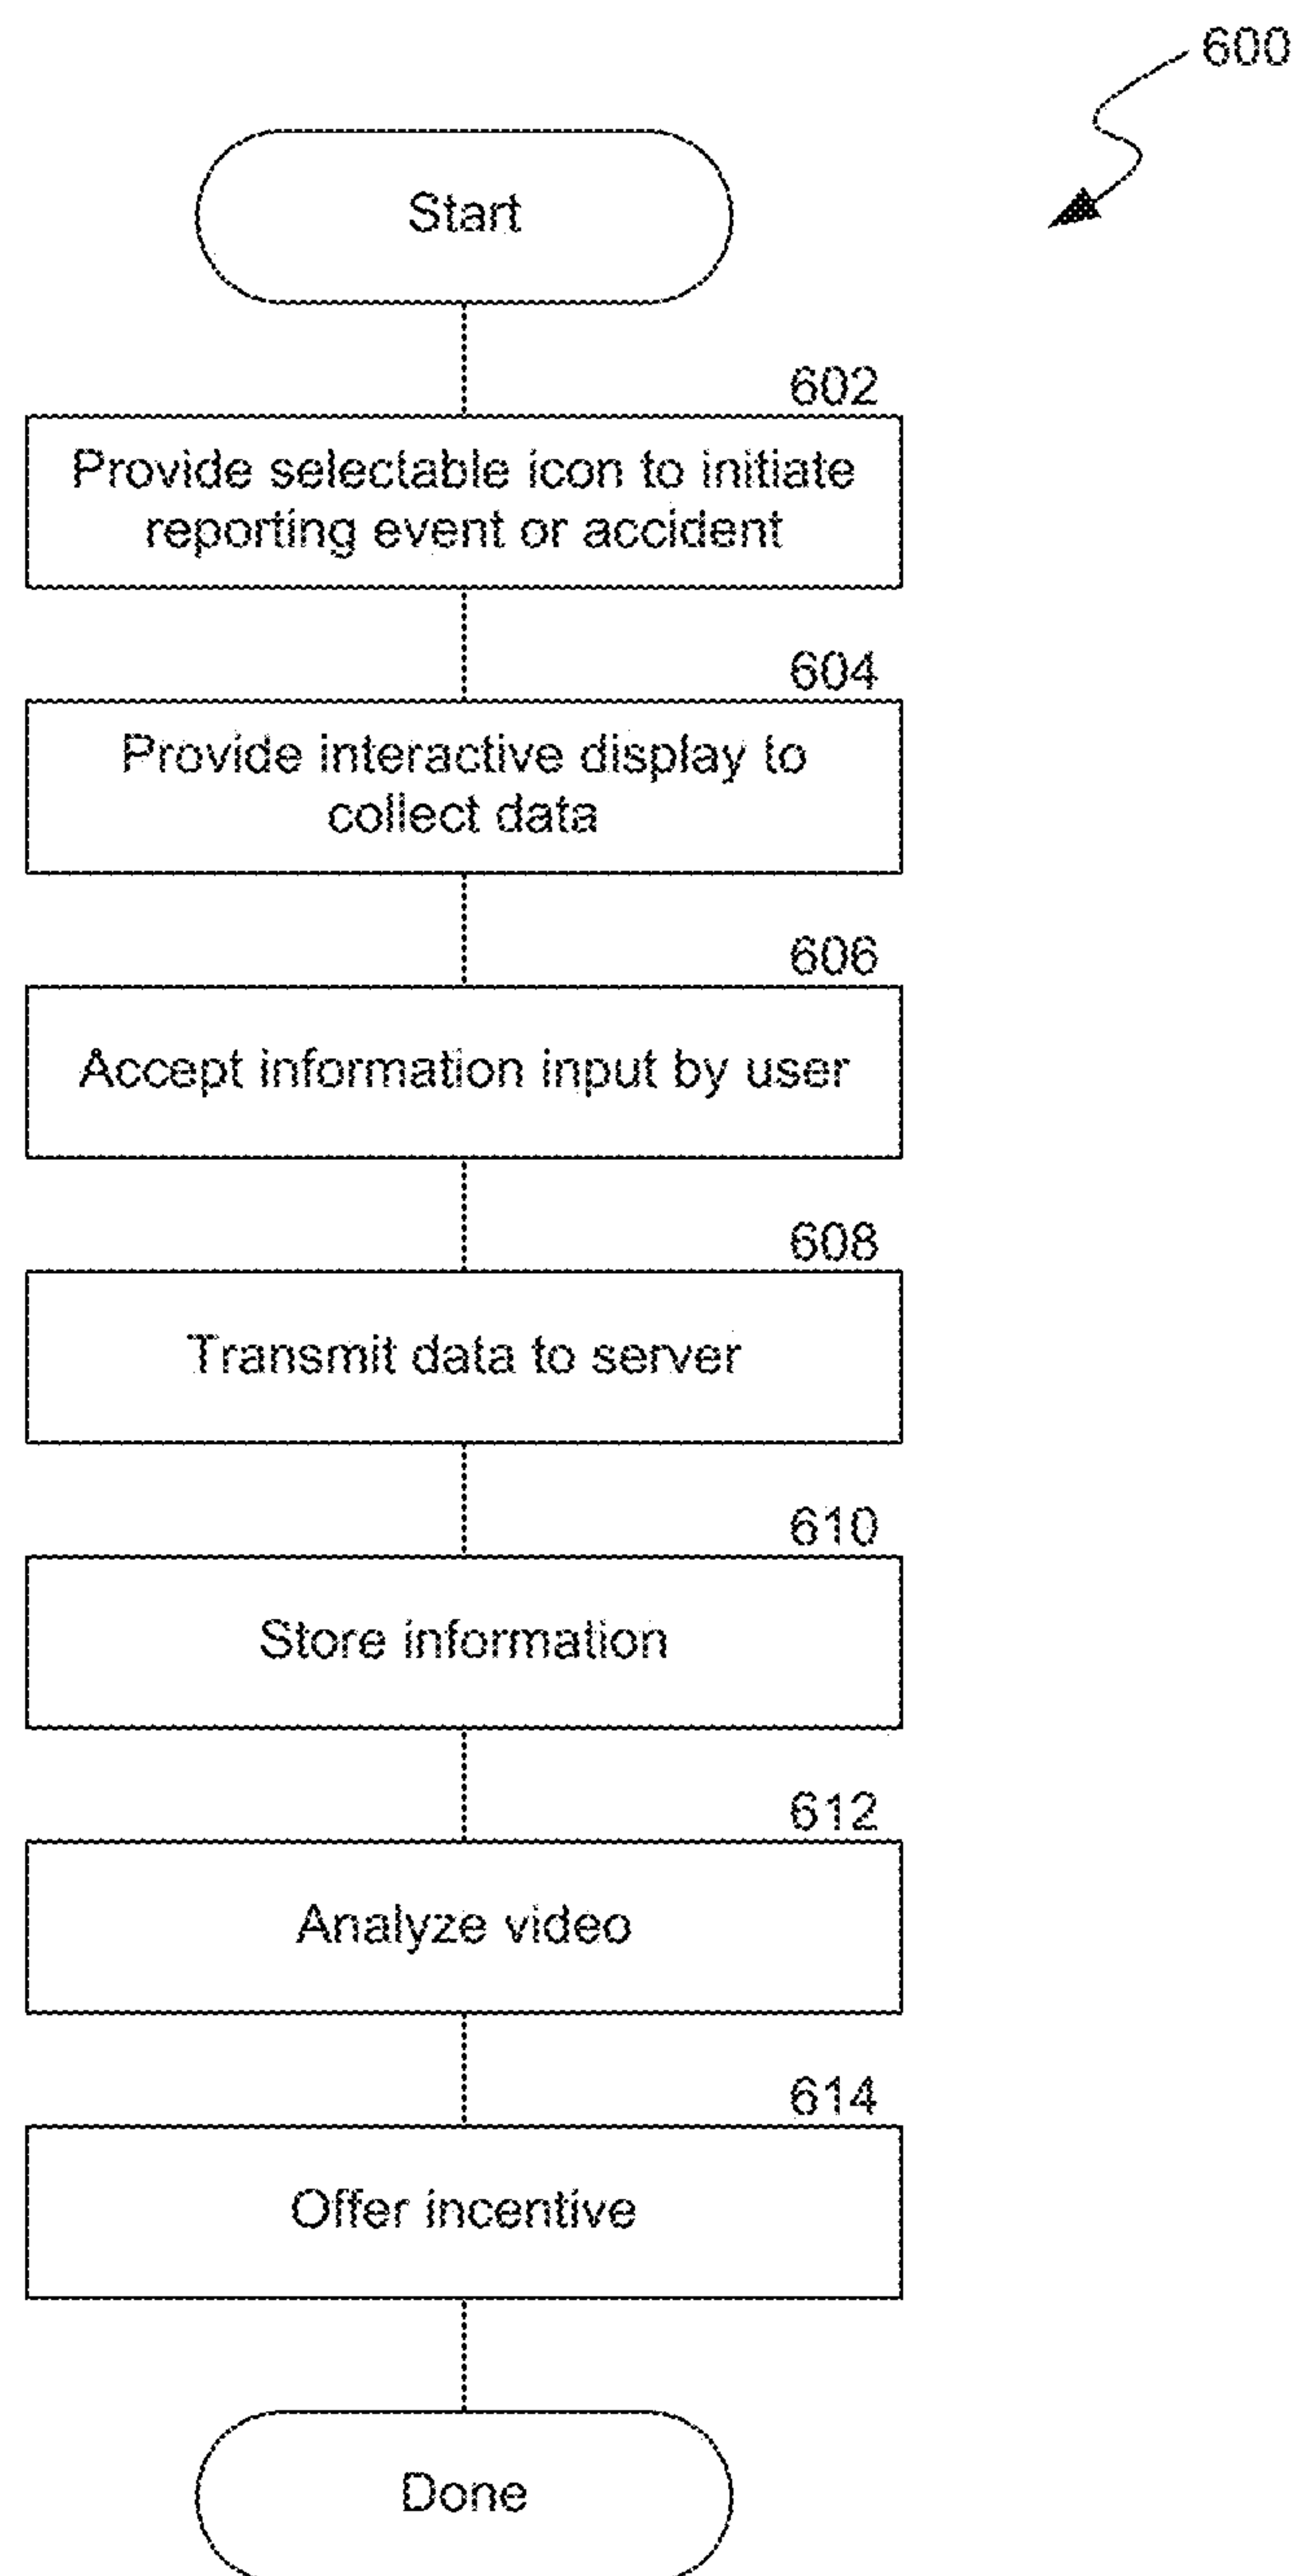 600
Start
602
Provide selectable icon to initiate
reporting event or accident
604
Provide interactive display to
collect data
606
Accept information input by user
608
Transmit data to server
610
Store information
612
Analyze video
614
Offer incentive
Done